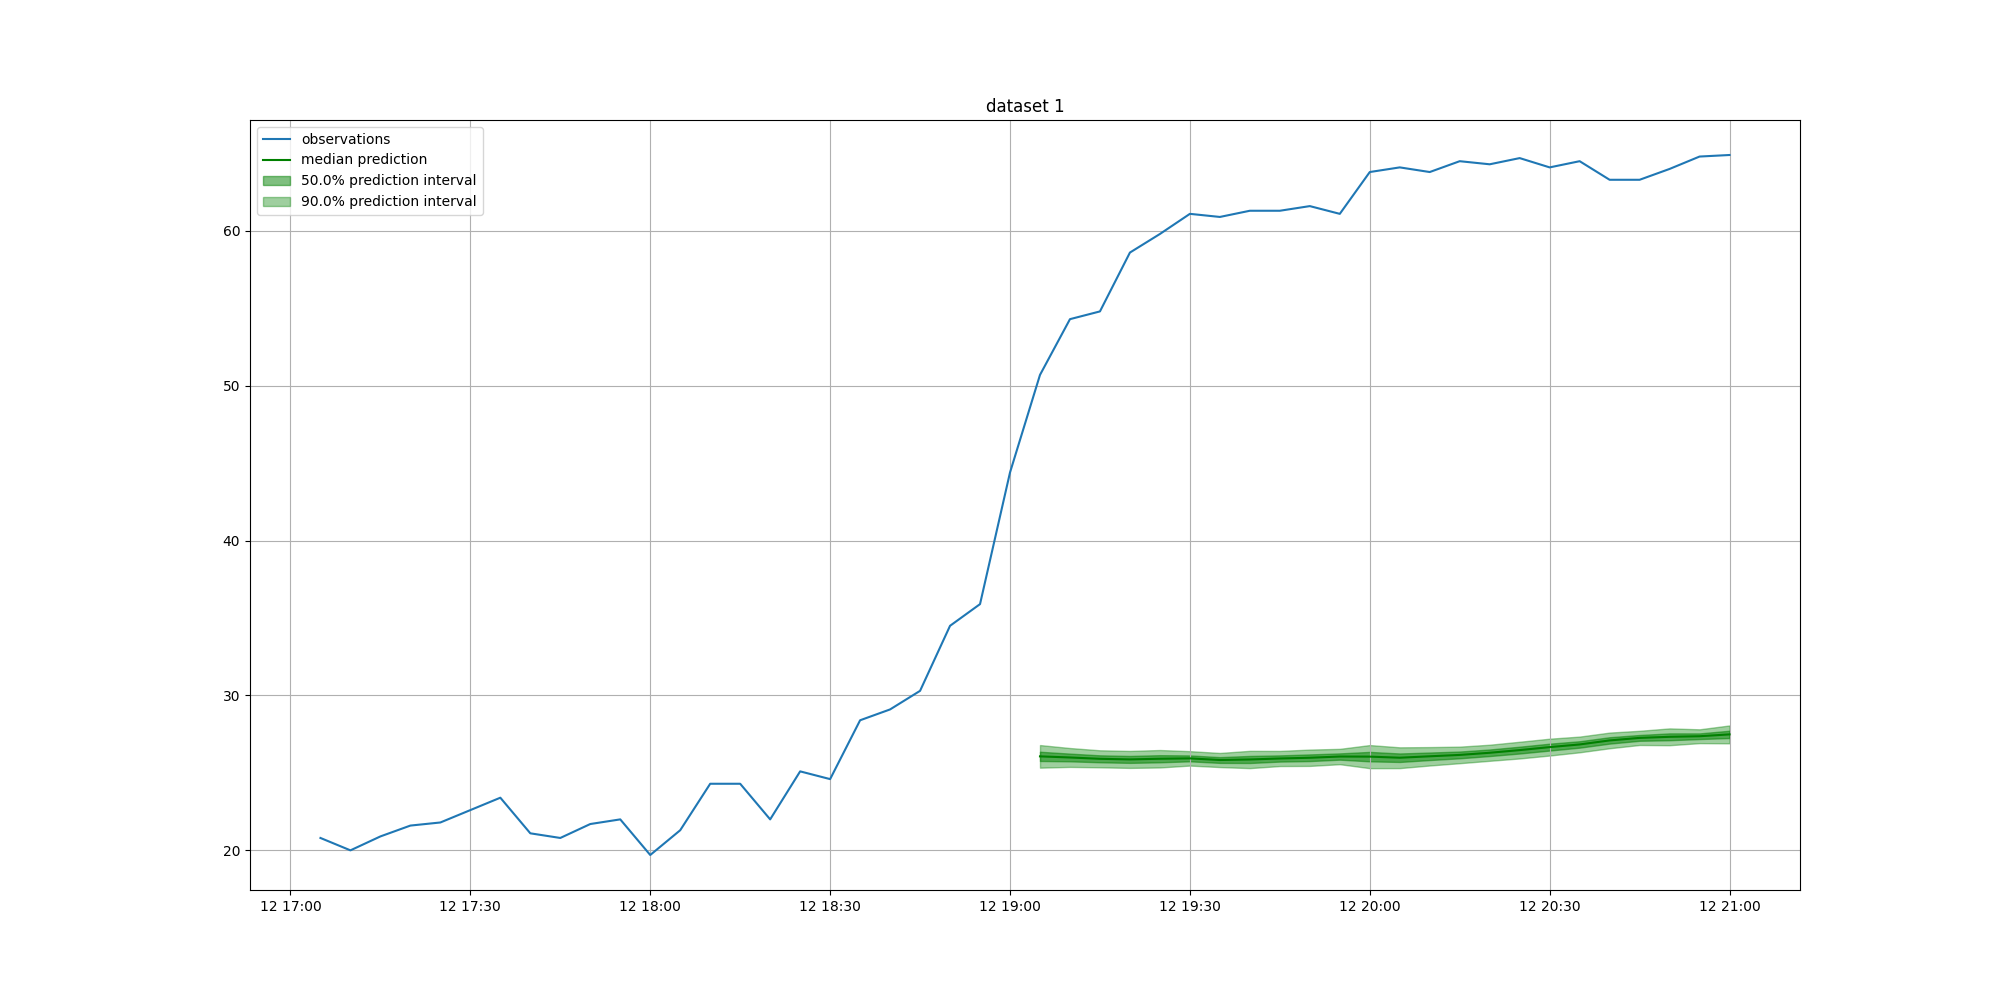 dataset 1
observations
median prediction
50.0% prediction interval
90.0% prediction interval
60
50
40
30
20
12 17:00 12 17:30 12 18:00 12 18:30 12 19:00 12 19:30 12 20:00 12 20:30 12 21:00